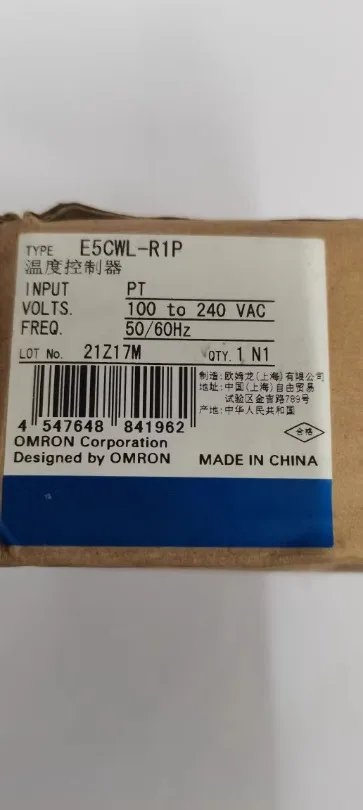 TYPE E5CWL-R1P
温度控制器
INPUT PT
VOLTS. 100 to 240 VAC
FREQ. 50/60Hz
LOT No. 21Z17M QTY. 1 N1
制造:欧姆龙(上海)有限公司
地址:中国(上海)自由贸易
试验区金吉路789号
产地:中华人民共和国
4 547648 841962
OMRON Corporation
Designed by OMRON
合格
MADE IN CHINA